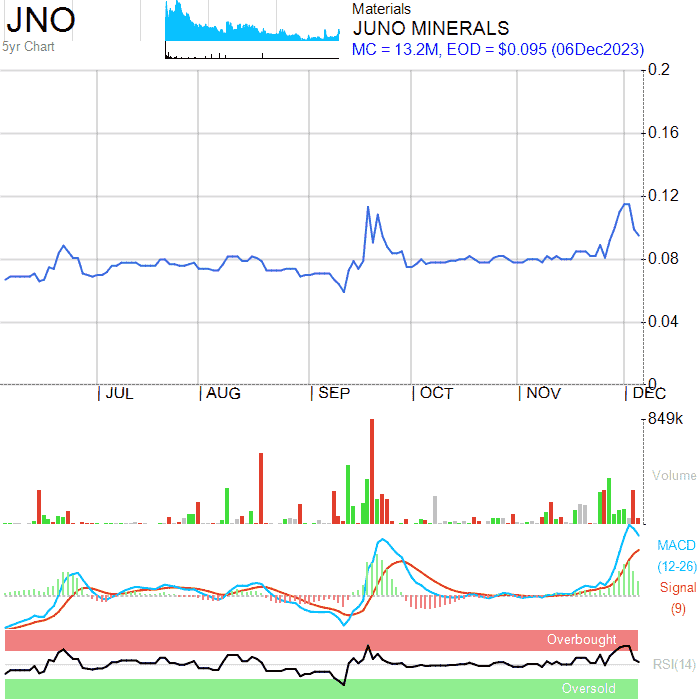 JNO
5yr Chart
Materials
JUNO MINERALS
MC = 13.2M, EOD = $0.095 (06Dec2023)
0.2
0.16
0.12
0.08
0.04
0
JUL
AUG
SEP
OCT
NOV
DEC
849k
Volume
MACD
(12-26)
Signal
(9)
Overbought
RSI(14)
Oversold